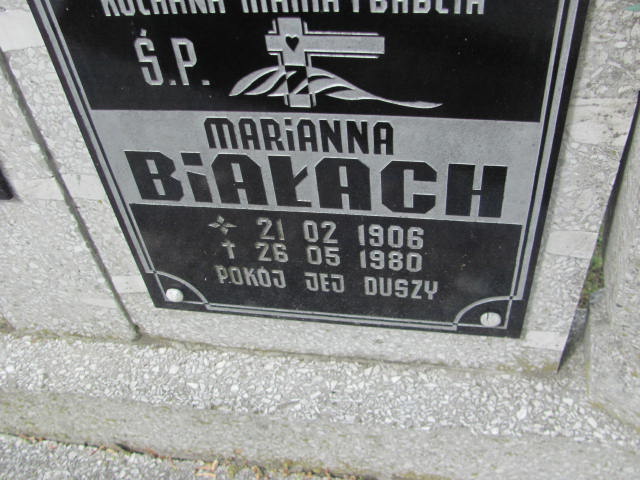 KOCHANA MAMA I BABCIA
Ś.P.
MARiANNA
BiAŁACH
21 02 1906
† 26 05 1980
POKÓJ JEJ DUSZY